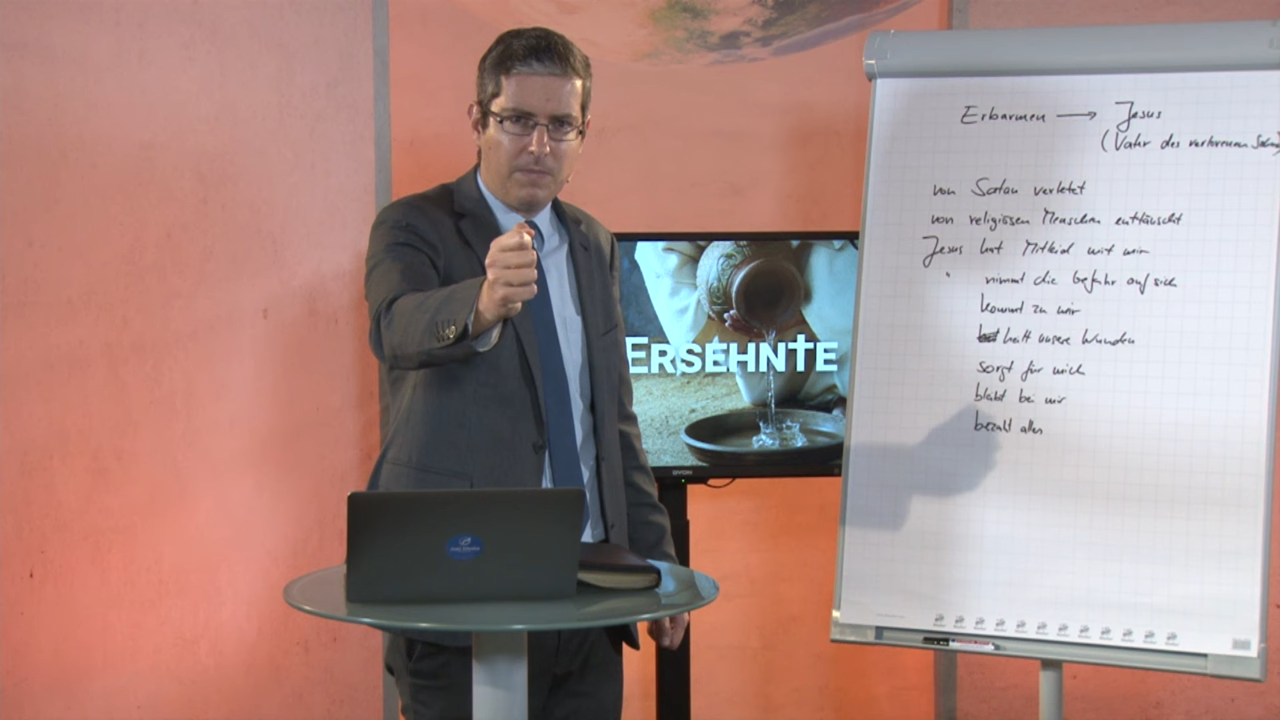 Erbarmen → Jesus
(Vater des verlorenen Sohnes
von Satan verletzt
von religiösen Menschen enttäuscht
Jesus hat Mitleid mit mir
" nimmt die Gefahr auf sich
kommt zu mir
heilt unsere Wunden
sorgt für mich
bleibt bei mir
bezahlt alles
ERSEHNTE
DYON